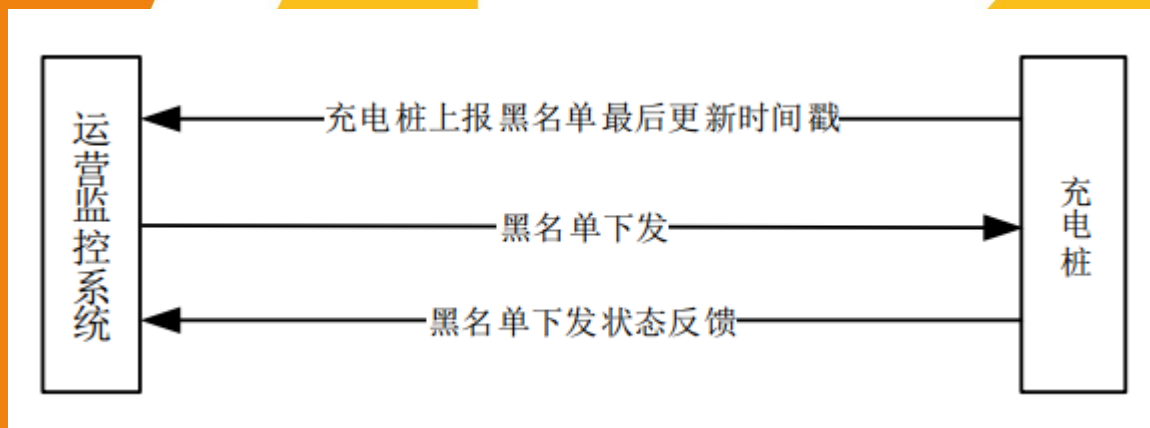 运营监控系统
充电桩上报黑名单最后更新时间戳
黑名单下发
黑名单下发状态反馈
充电桩